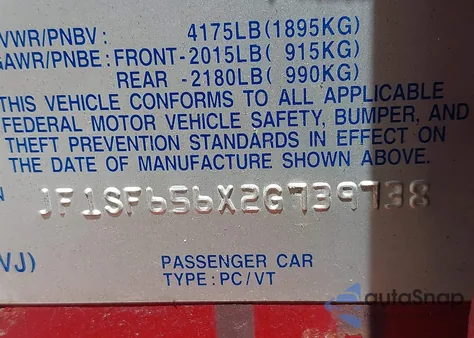 VWR/PNBV: 4175LB(1895KG)
GAWR/PNBE: FRONT-2015LB( 915KG)
REAR -2180LB( 990KG)
THIS VEHICLE CONFORMS TO ALL APPLICABLE
FEDERAL MOTOR VEHICLE SAFETY, BUMPER, AND
THEFT PREVENTION STANDARDS IN EFFECT ON
THE DATE OF MANUFACTURE SHOWN ABOVE.
JF1SF656X2G739738
VJ)
PASSENGER CAR
TYPE:PC/VT
autoSnap